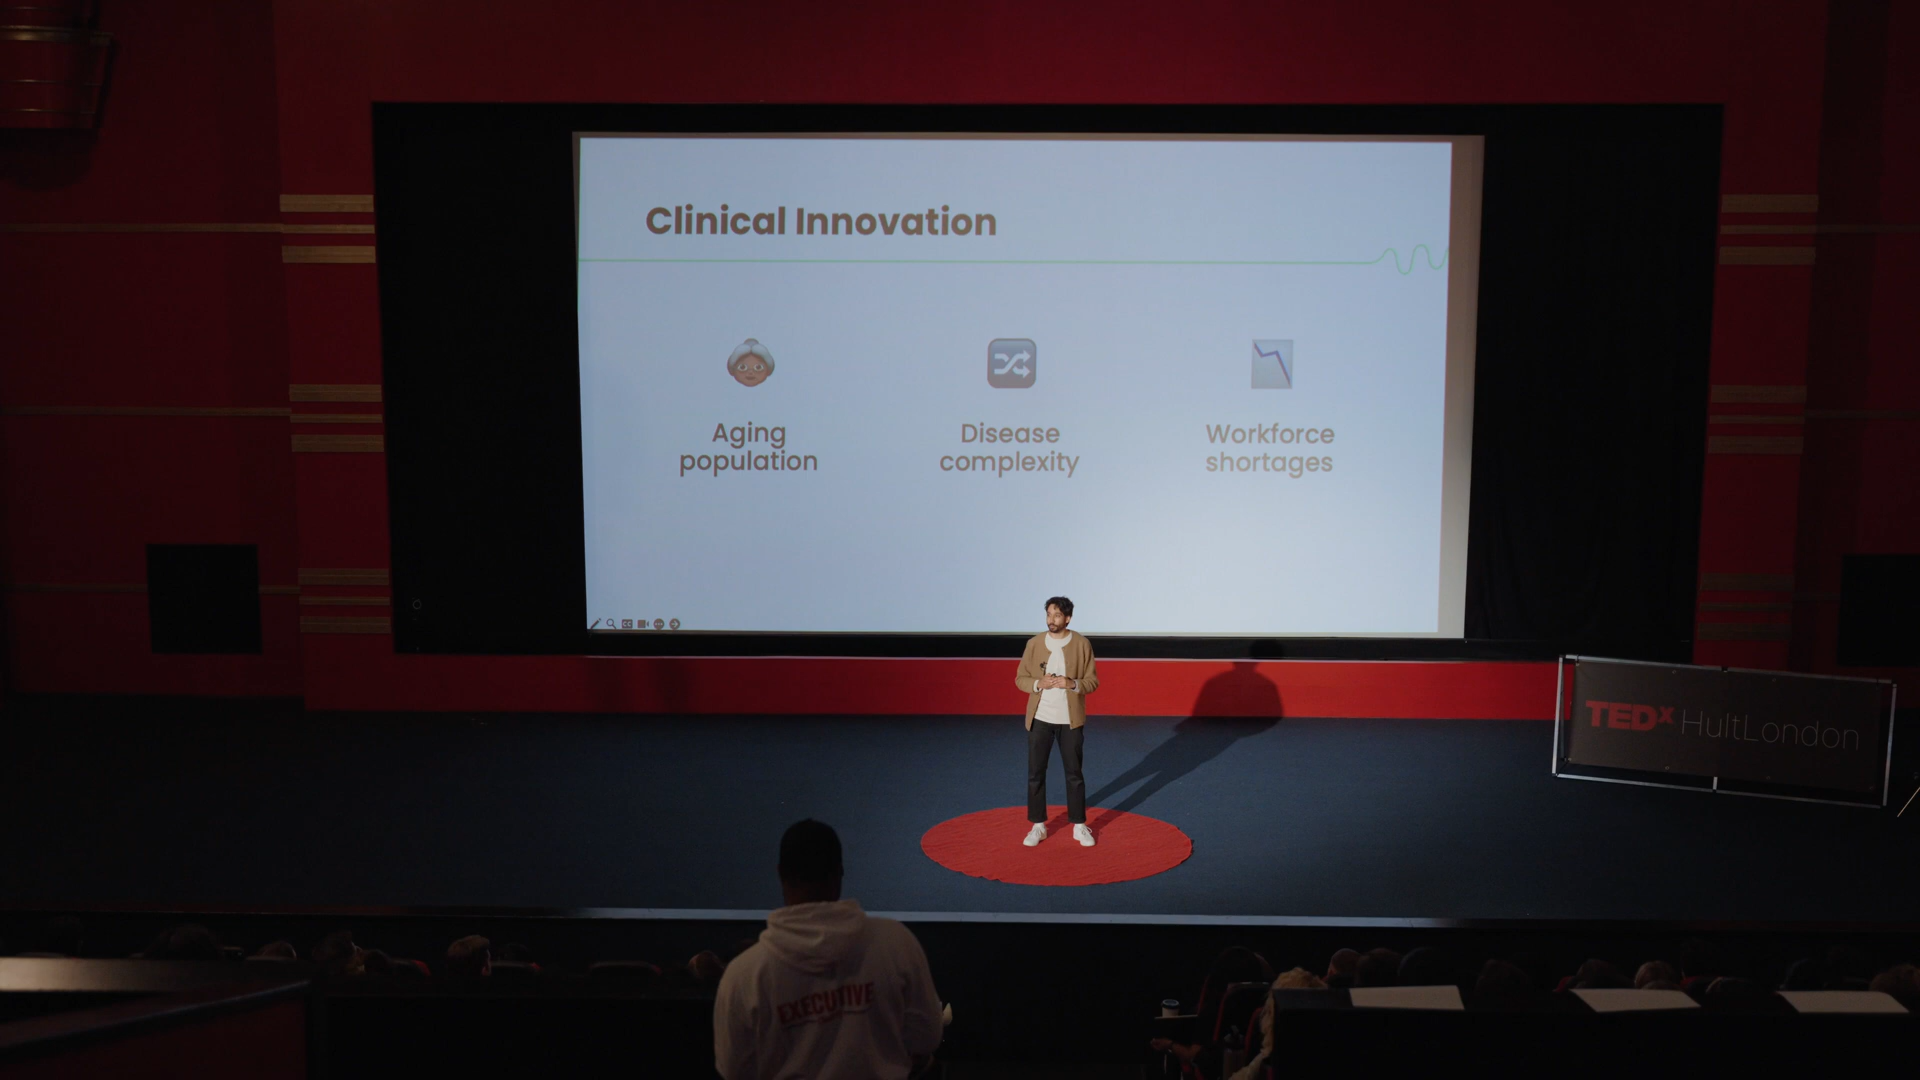 Clinical Innovation
Aging
population
Disease
complexity
Workforce
shortages
TEDx HultLondon
EXECUTIVE